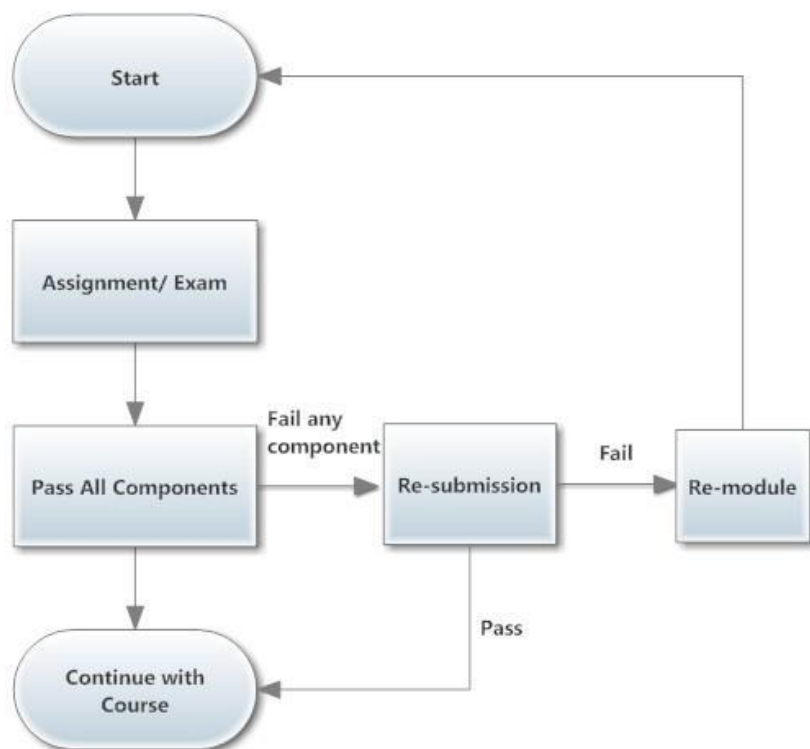 Start
Assignment/ Exam
Fail any
component
Pass All Components
Re-submission
Fail
Re-module
Pass
Continue with
Course